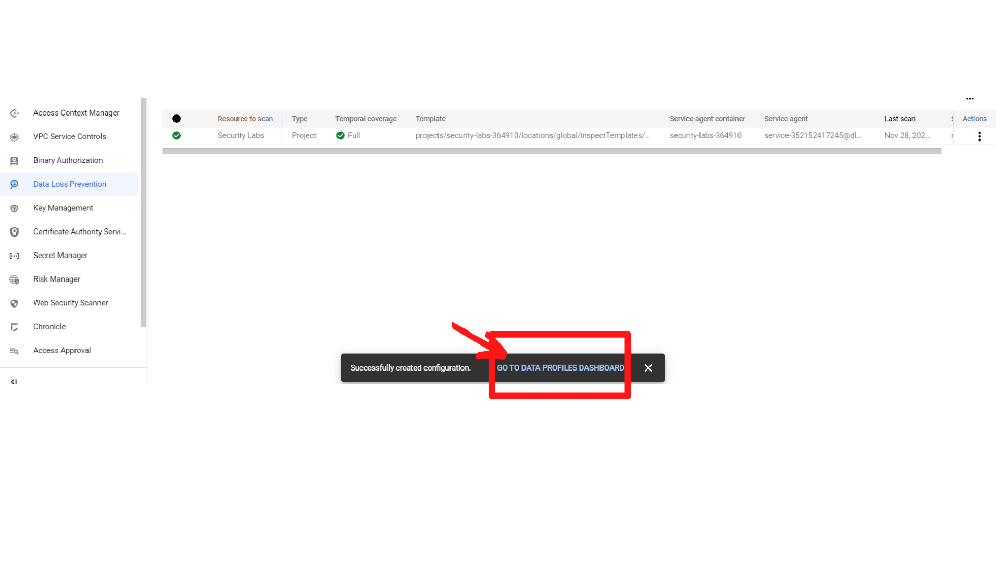 Access Context Manager
VPC Service Controls
Binary Authorization
Data Loss Prevention
Key Management
Certificate Authority Servi...
Secret Manager
Risk Manager
Web Security Scanner
Chronicle
Access Approval
Resource to scan Type Temporal coverage Template Service agent container Service agent Last scan Actions
Security Labs Project Full projects/security-labs-364910/locations/global/inspectTemplates/... security-labs-364910 service-352152417245@dl... Nov 28, 202...
Successfully created configuration. GO TO DATA PROFILES DASHBOARD